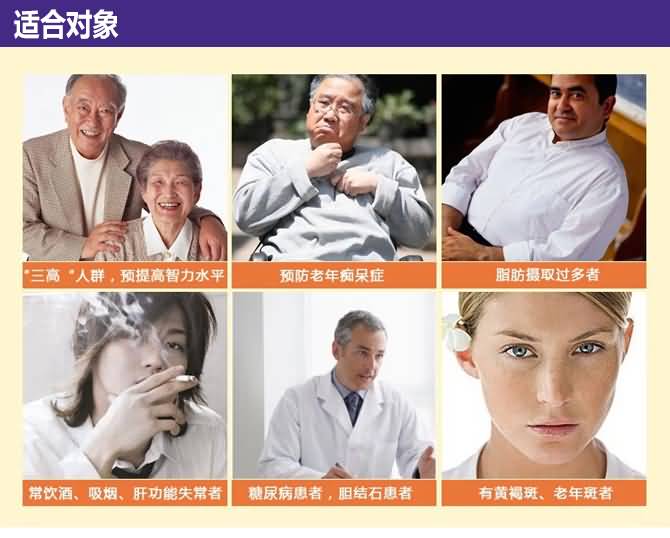 适合对象
"三高 "人群，预提高智力水平
预防老年痴呆症
脂肪摄取过多者
常饮酒、吸烟、肝功能失常者
糖尿病患者，胆结石患者
有黄褐斑、老年斑者